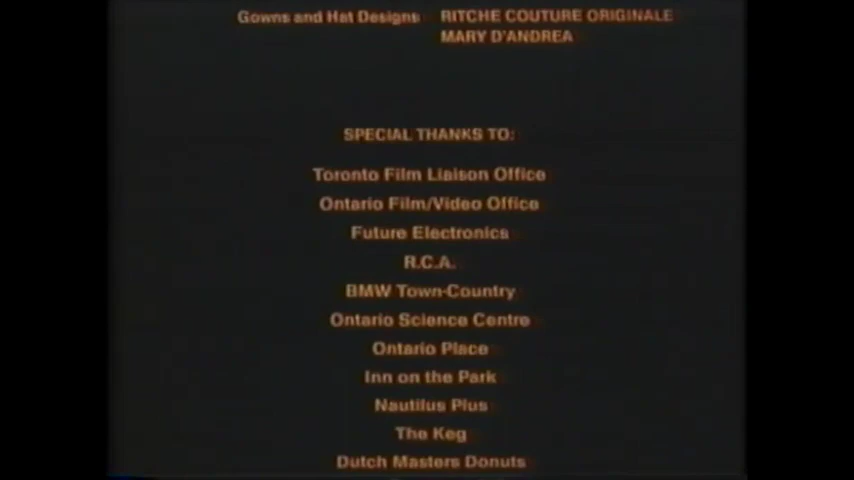 Gowns and Hat Designs RITCHE COUTURE ORIGINALE
MARY D'ANDREA
SPECIAL THANKS TO:
Toronto Film Liaison Office
Ontario Film/Video Office
Future Electronics
R.C.A.
BMW Town-Country
Ontario Science Centre
Ontario Place
Inn on the Park
Nautilus Plus
The Keg
Dutch Masters Donuts